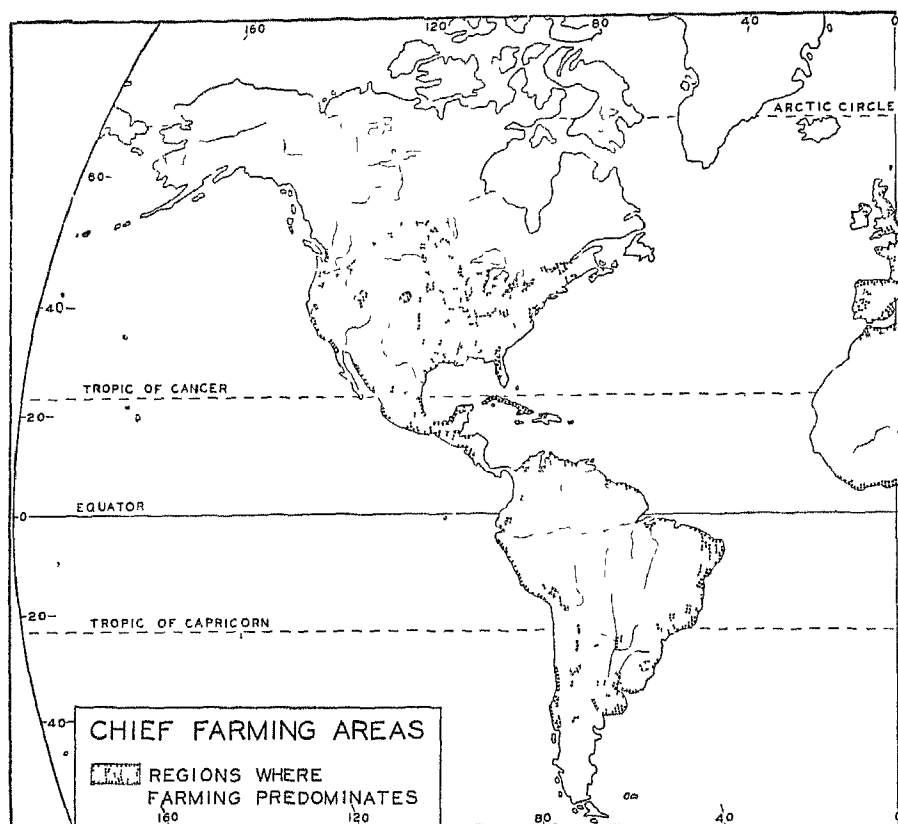 160 120 80 40 0
ARCTIC CIRCLE
60-
40-
TROPIC OF CANCER
-20-
EQUATOR
-0
-20-
TROPIC OF CAPRICORN
40-
CHIEF FARMING AREAS
REGIONS WHERE
FARMING PREDOMINATES
160 120 80 40 0